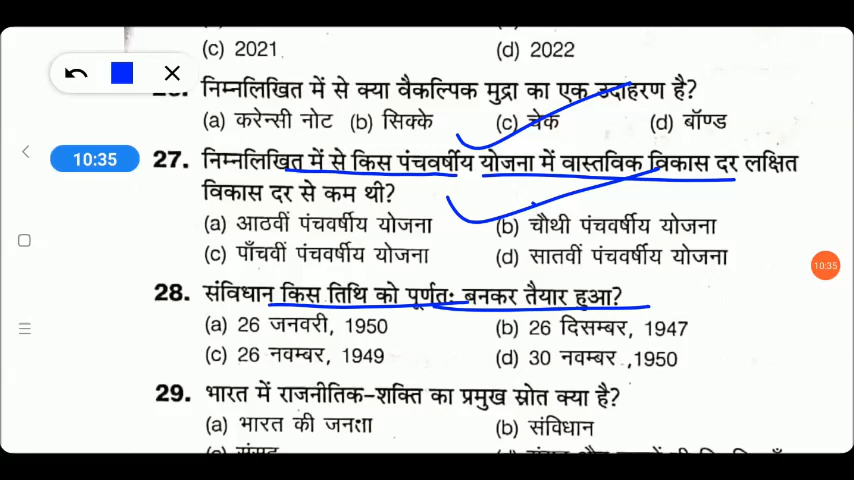 (c) 2021 (d) 2022
निम्नलिखित में से क्या वैकल्पिक मुद्रा का एक उदाहरण है?
(a) करेन्सी नोट (b) सिक्के (c) चेक (d) बॉण्ड
10:35
27. निम्नलिखित में से किस पंचवर्षीय योजना में वास्तविक विकास दर लक्षित
विकास दर से कम थी?
(a) आठवीं पंचवर्षीय योजना (b) चौथी पंचवर्षीय योजना
(c) पाँचवीं पंचवर्षीय योजना (d) सातवीं पंचवर्षीय योजना
10:35
28. संविधान किस तिथि को पूर्णतः बनकर तैयार हुआ?
(a) 26 जनवरी, 1950 (b) 26 दिसम्बर, 1947
(c) 26 नवम्बर, 1949 (d) 30 नवम्बर ,1950
29. भारत में राजनीतिक-शक्ति का प्रमुख स्रोत क्या है?
(a) भारत की जनता (b) संविधान